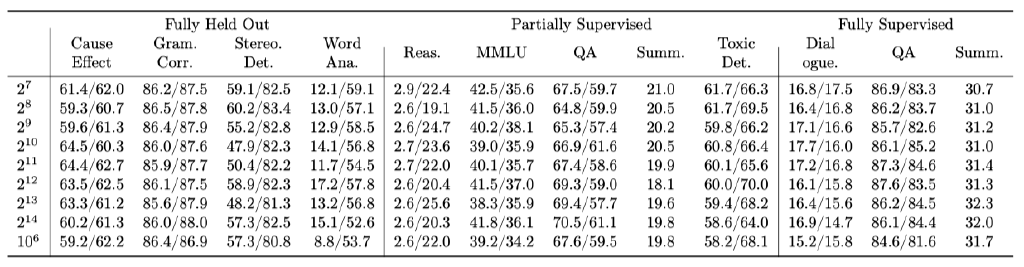 Fully Held Out Partially Supervised Fully Supervised
Cause Gram. Stereo. Word Toxic Dial
Reas. MMLU QA Summ. QA Summ.
Effect Corr. Det. Ana. Det. ogue.
2⁷ 61.4/62.0 86.2/87.5 59.1/82.5 12.1/59.1 2.9/22.4 42.5/35.6 67.5/59.7 21.0 61.7/66.3 16.8/17.5 86.9/83.3 30.7
2⁸ 59.3/60.7 86.5/87.8 60.2/83.4 13.0/57.1 2.6/19.1 41.5/36.0 64.8/59.9 20.5 61.7/69.5 16.4/16.8 86.2/83.7 31.0
2⁹ 59.6/61.3 86.4/87.9 55.2/82.8 12.9/58.5 2.6/24.7 40.2/38.1 65.3/57.4 20.2 59.8/66.2 17.1/16.6 85.7/82.6 31.2
2¹⁰ 64.5/60.3 86.0/87.6 47.9/82.3 14.1/56.8 2.7/23.6 39.0/35.9 66.9/61.6 20.5 60.8/66.4 17.7/16.0 86.1/85.2 31.0
2¹¹ 64.4/62.7 85.9/87.7 50.4/82.2 11.7/54.5 2.7/22.0 40.1/35.7 67.4/58.6 19.9 60.1/65.6 17.2/16.8 87.3/84.6 31.4
2¹² 63.5/62.5 86.1/87.5 58.9/82.3 17.2/57.8 2.6/20.4 41.5/37.0 69.3/59.0 18.1 60.0/70.0 16.1/15.8 87.6/83.5 31.3
2¹³ 63.3/61.2 85.6/87.9 48.2/81.3 13.2/56.8 2.6/25.6 38.3/35.9 69.4/57.7 19.6 59.4/68.2 16.4/15.6 86.2/84.5 32.3
2¹⁴ 60.2/61.3 86.0/88.0 57.3/82.5 15.1/52.6 2.6/20.3 41.8/36.1 70.5/61.1 19.8 58.6/64.0 16.9/14.7 86.1/84.4 32.0
10⁶ 59.2/62.2 86.4/86.9 57.3/80.8 8.8/53.7 2.6/22.0 39.2/34.2 67.6/59.5 19.8 58.2/68.1 15.2/15.8 84.6/81.6 31.7